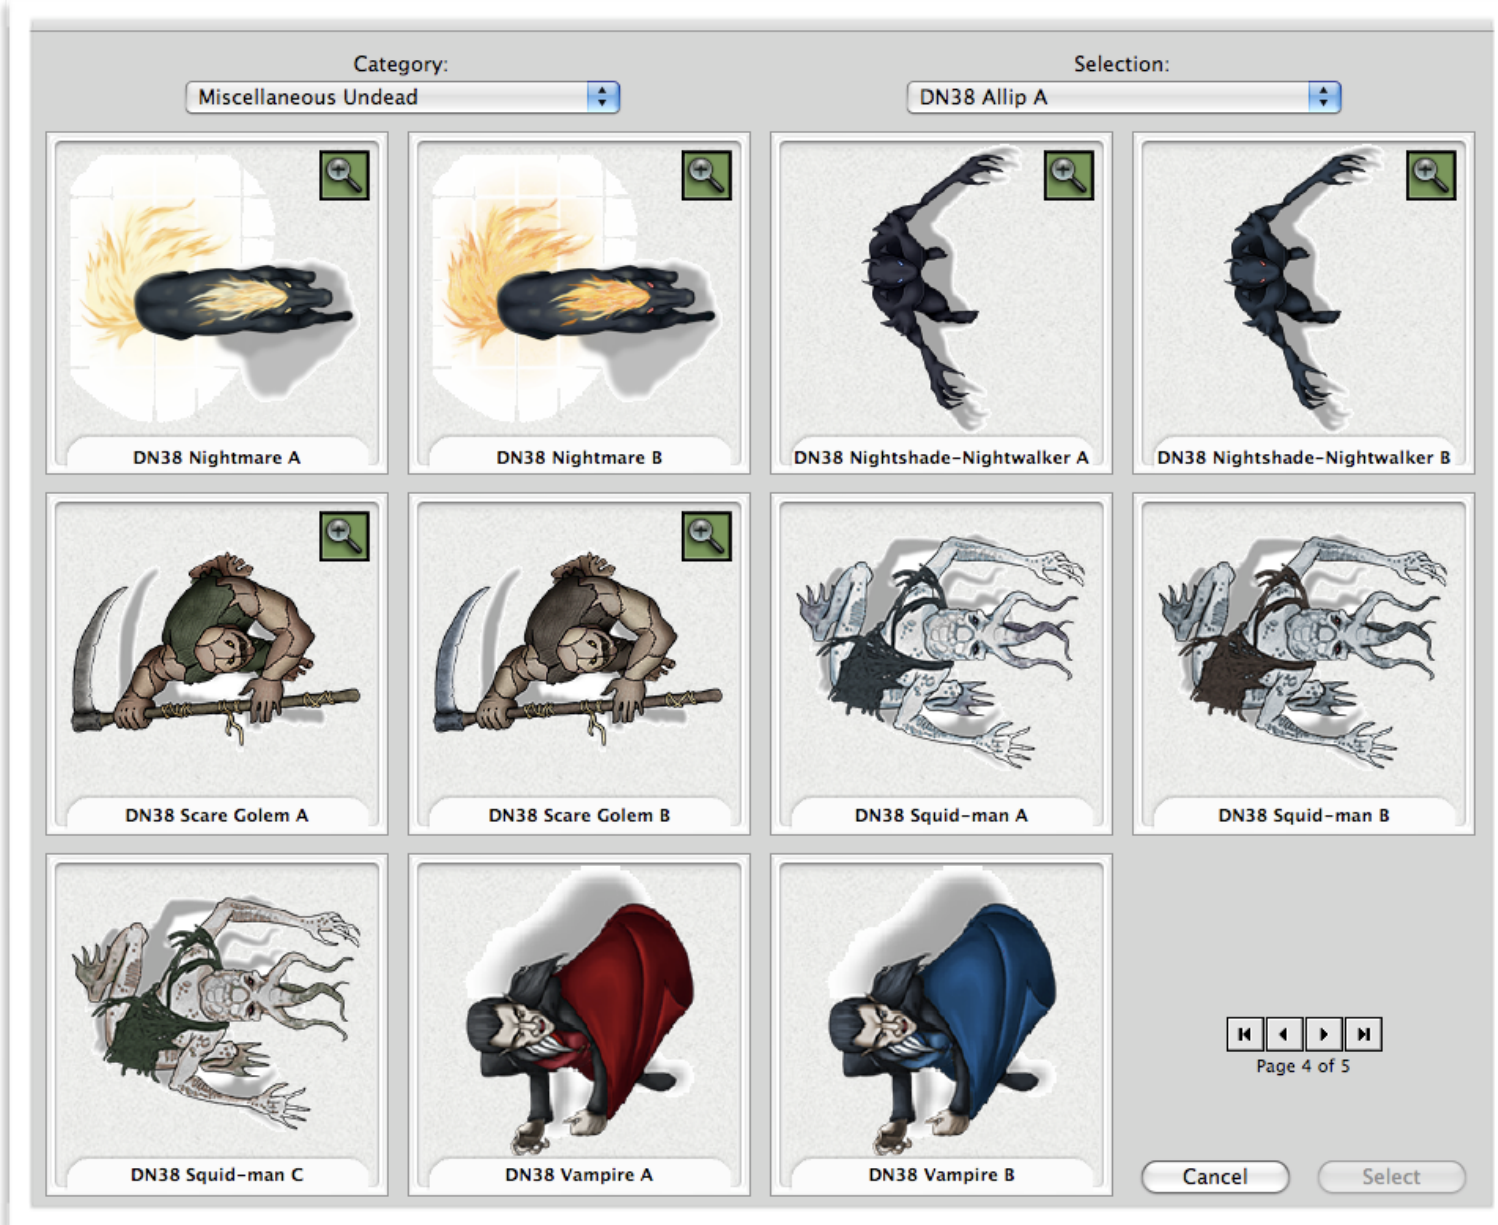 Category:
Selection:
Miscellaneous Undead
DN38 Allip A
DN38 Nightmare A
DN38 Nightmare B
DN38 Nightshade-Nightwalker A
DN38 Nightshade-Nightwalker B
DN38 Scare Golem A
DN38 Scare Golem B
DN38 Squid-man A
DN38 Squid-man B
DN38 Squid-man C
DN38 Vampire A
DN38 Vampire B
Page 4 of 5
Cancel
Select